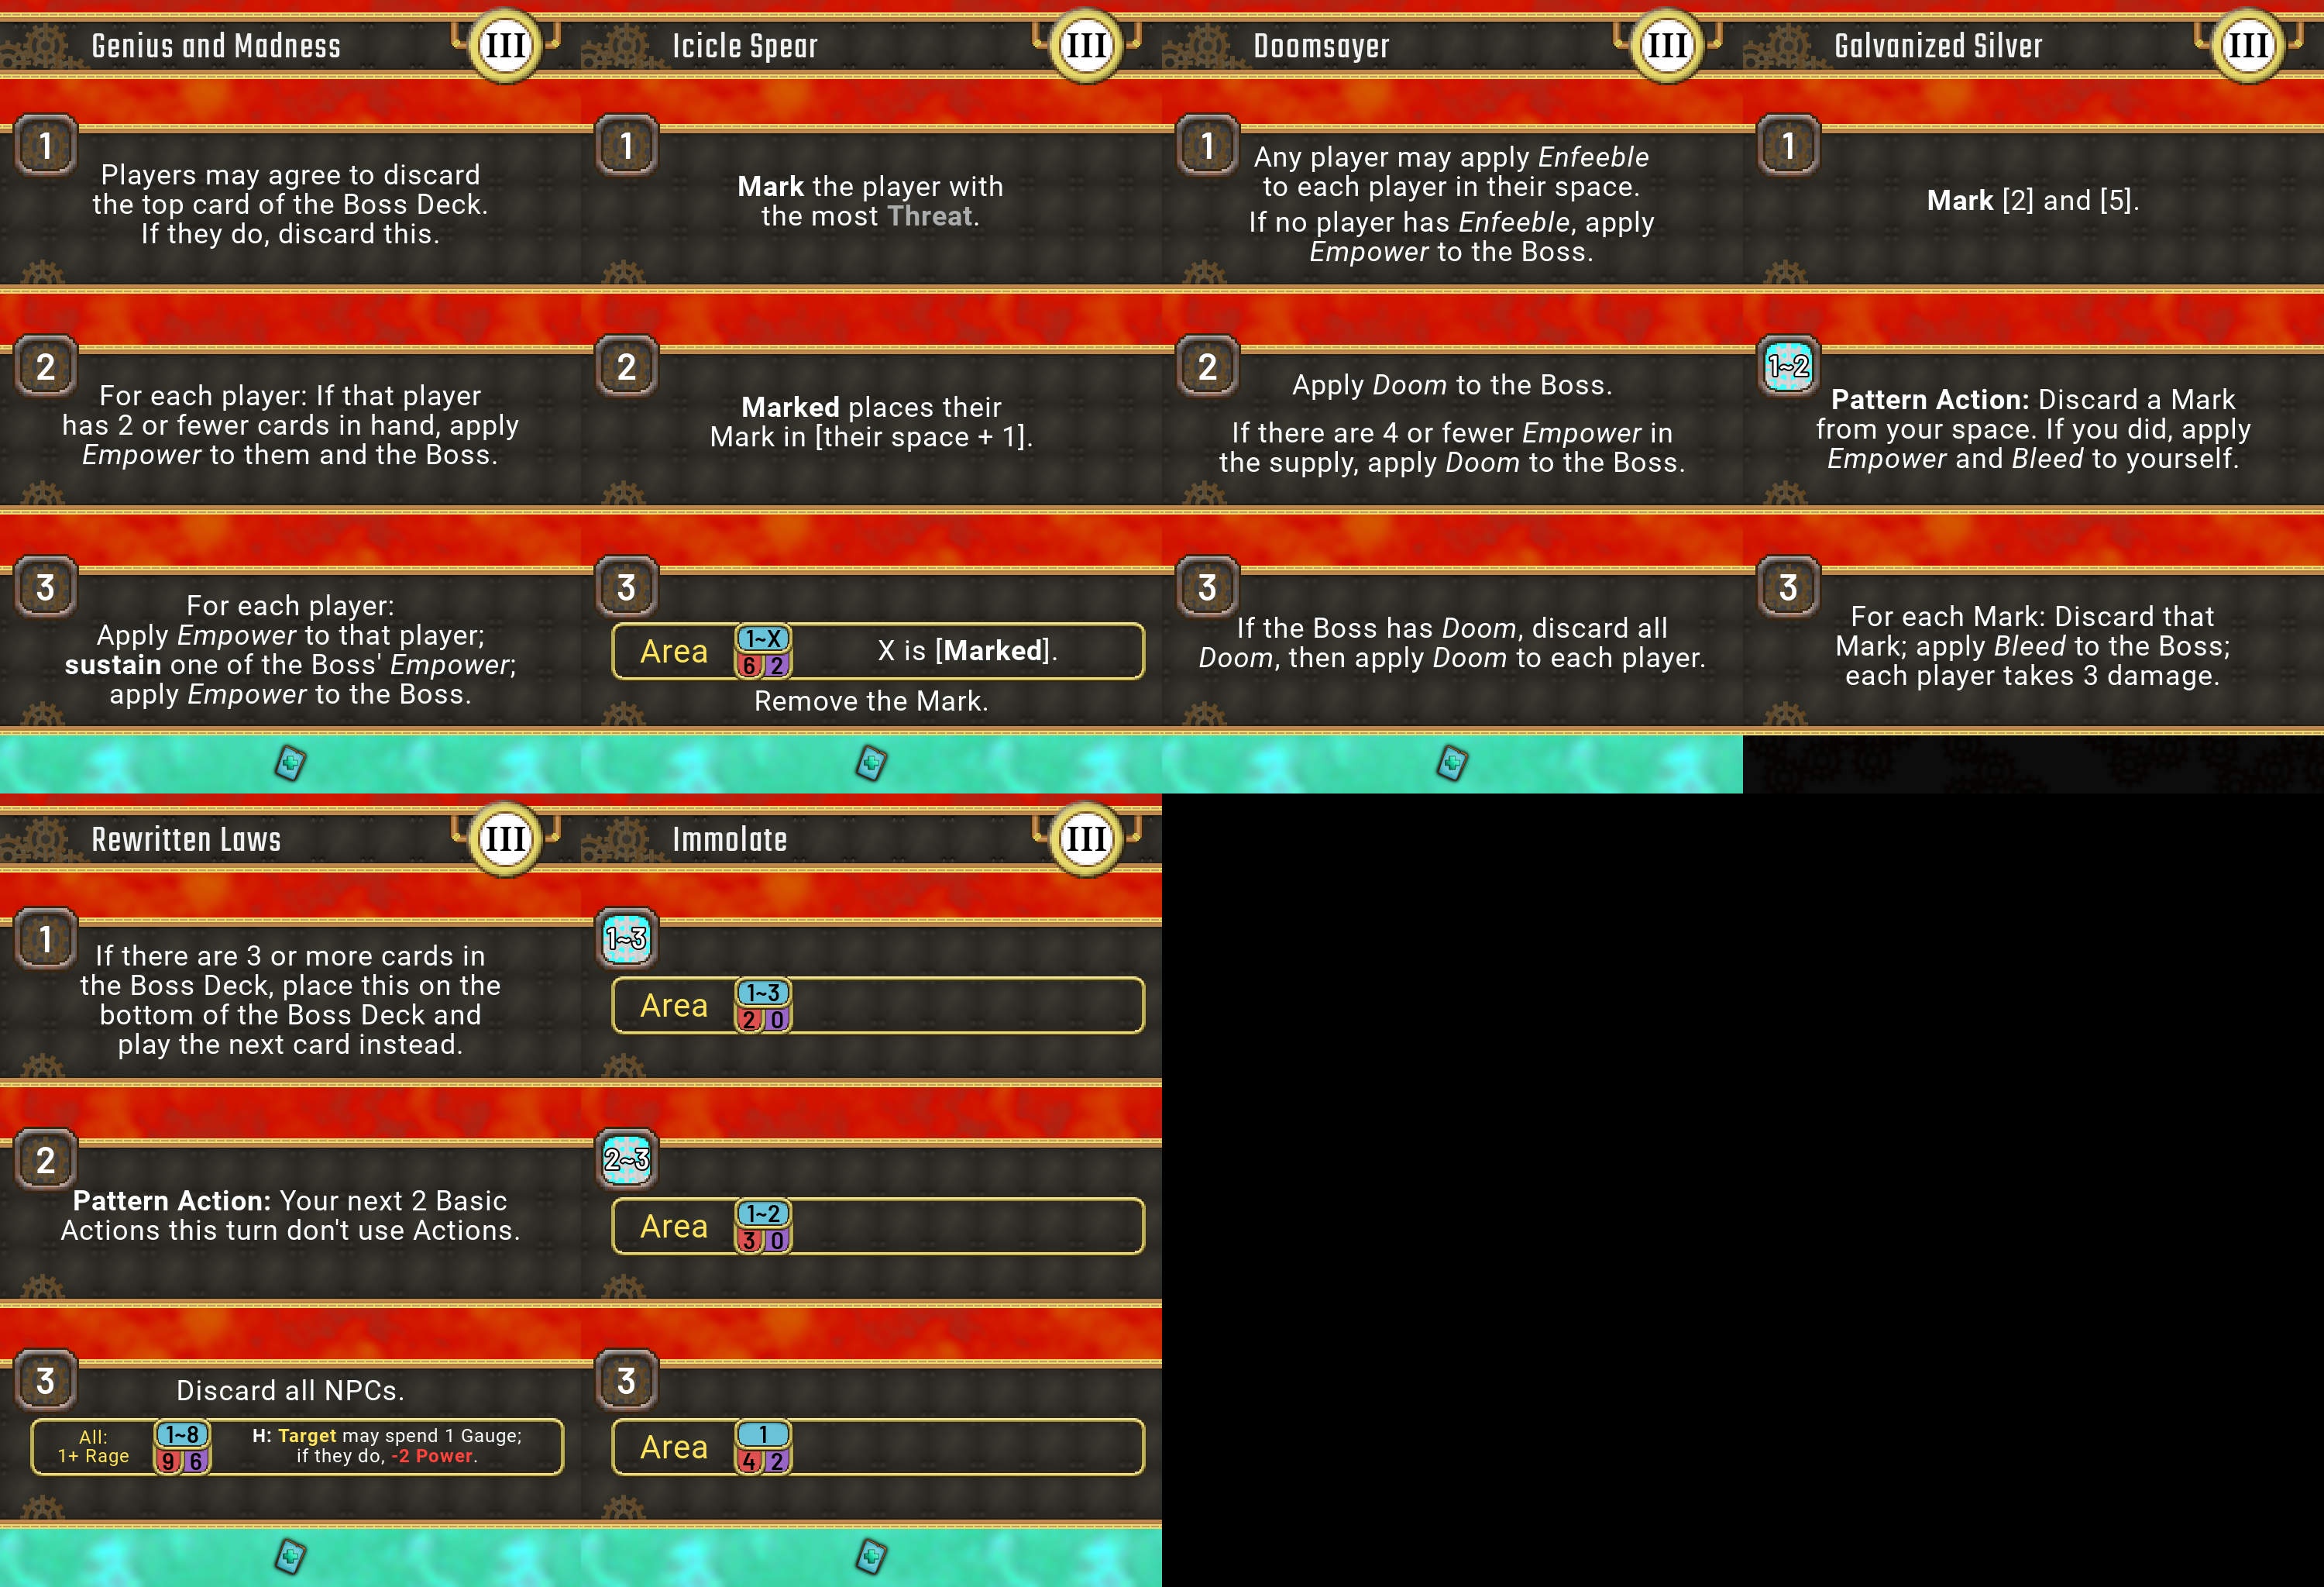 Genius and Madness
III
1
Players may agree to discard
the top card of the Boss Deck.
If they do, discard this.
2
For each player: If that player
has 2 or fewer cards in hand, apply
Empower to them and the Boss.
3
For each player:
Apply Empower to that player;
sustain one of the Boss' Empower;
apply Empower to the Boss.
Icicle Spear
III
1
Mark the player with
the most Threat.
2
Marked places their
Mark in [their space + 1].
3
Area
1~X
6 2
X is [Marked].
Remove the Mark.
Doomsayer
III
1
Any player may apply Enfeeble
to each player in their space.
If no player has Enfeeble, apply
Empower to the Boss.
2
Apply Doom to the Boss.
If there are 4 or fewer Empower in
the supply, apply Doom to the Boss.
3
If the Boss has Doom, discard all
Doom, then apply Doom to each player.
Galvanized Silver
III
1
Mark [2] and [5].
1~2
Pattern Action: Discard a Mark
from your space. If you did, apply
Empower and Bleed to yourself.
3
For each Mark: Discard that
Mark; apply Bleed to the Boss;
each player takes 3 damage.
Rewritten Laws
III
1
If there are 3 or more cards in
the Boss Deck, place this on the
bottom of the Boss Deck and
play the next card instead.
2
Pattern Action: Your next 2 Basic
Actions this turn don't use Actions.
3
Discard all NPCs.
All:
1+ Rage
1~8
9 6
H: Target may spend 1 Gauge;
if they do, -2 Power.
Immolate
III
1~3
Area
1~3
2 0
2~3
Area
1~2
3 0
3
Area
1
4 2